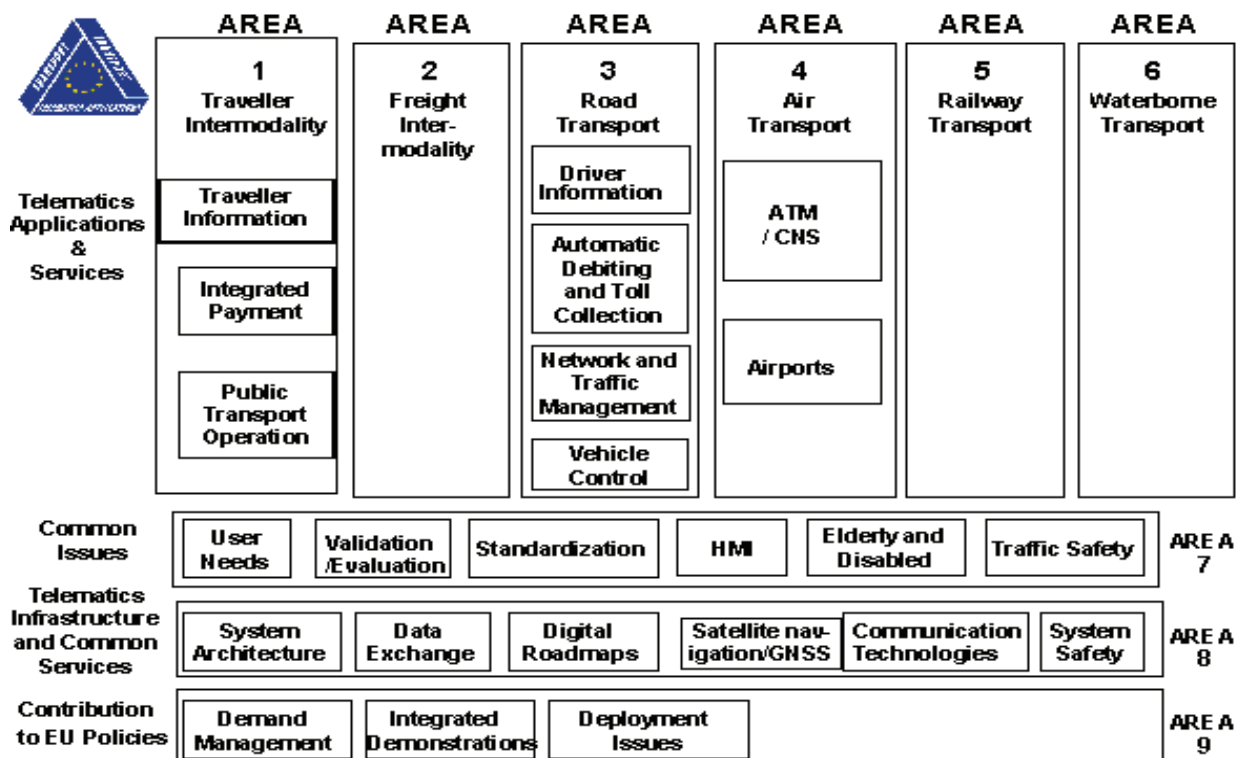 AREA AREA AREA AREA AREA AREA
1
Traveller
Intermodality
2
Freight
Inter-
modality
3
Road
Transport
4
Air
Transport
5
Railway
Transport
6
Waterborne
Transport
Telematics
Applications
&
Services
Traveller
Information
Integrated
Payment
Public
Transport
Operation
Driver
Information
Automatic
Debiting
and Toll
Collection
Network and
Traffic
Management
Vehicle
Control
ATM
/ CNS
Airports
Common
Issues
User
Needs
Validation
/Evaluation
Standardization
HMI
Elderly and
Disabled
Traffic Safety
AREA
7
Telematics
Infrastructure
and Common
Services
System
Architecture
Data
Exchange
Digital
Roadmaps
Satellite nav-
igation/GNSS
Communication
Technologies
System
Safety
AREA
8
Contribution
to EU Policies
Demand
Management
Integrated
Demonstrations
Deployment
Issues
AREA
9